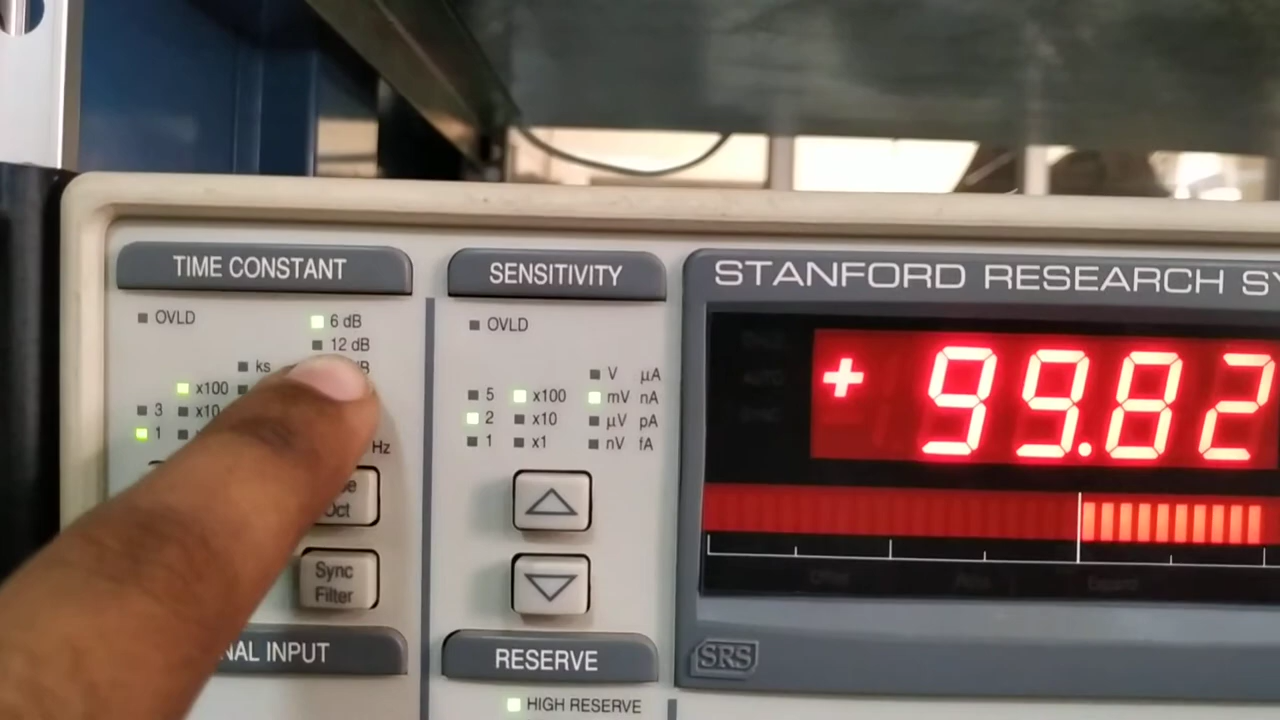 TIME CONSTANT
OVLD
6 dB
12 dB
ks
x100
3
x10
1
Hz
Oct
Sync
Filter
INPUT
SENSITIVITY
OVLD
V μA
5 x100 mV nA
2 x10 μV pA
1 x1 nV fA
RESERVE
HIGH RESERVE
STANFORD RESEARCH
+ 99.82
SRS